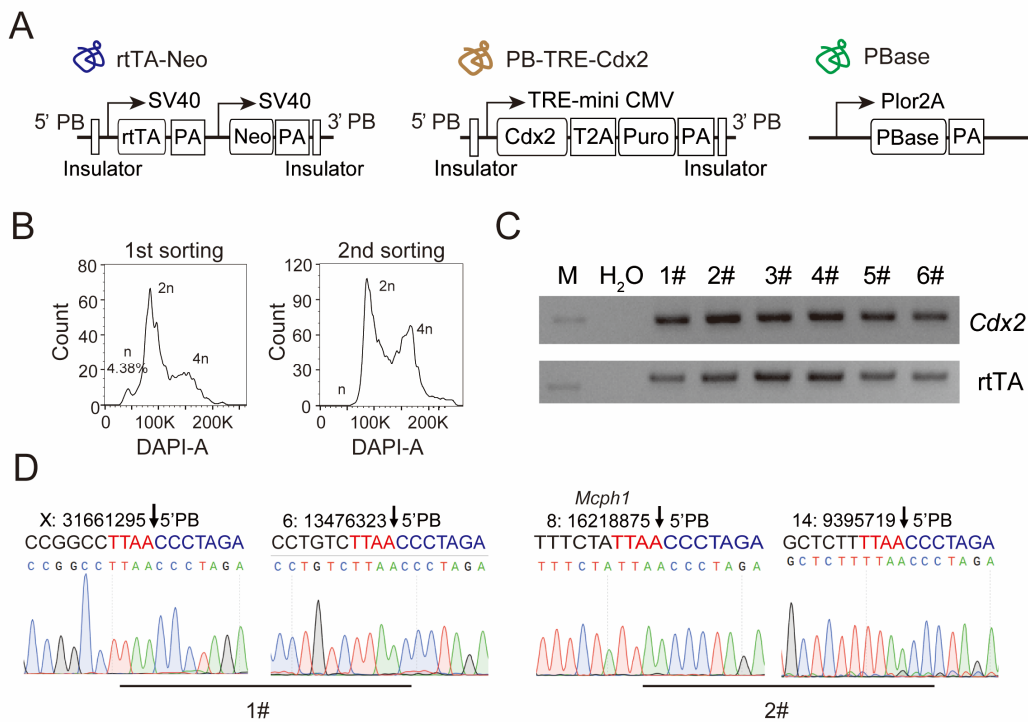 A
rtTA-Neo
PB-TRE-Cdx2
PBase
5' PB
SV40
SV40
3' PB
rtTA
PA
Neo
PA
Insulator
Insulator
5' PB
TRE-mini CMV
3' PB
Cdx2
T2A
Puro
PA
Insulator
Insulator
Plor2A
PBase
PA
B
1st sorting
2nd sorting
Count
80
60
40
20
0
2n
n
4.38%
4n
0 100K 200K
DAPI-A
Count
120
90
60
30
0
2n
4n
n
0 100K 200K
DAPI-A
C
M H2O 1# 2# 3# 4# 5# 6#
Cdx2
rtTA
D
X: 31661295 5'PB
CCGGCCTTAACCCTAGA
C C G G C C T T A A C C C T A G A
6: 13476323 5'PB
CCTGTCTTAACCCTAGA
C C T G T C T T A A C C C T A G A
1#
Mcph1
8: 16218875 5'PB
TTTCTATTAACCCTAGA
T T T C T A T T A A C C C T A G A
14: 9395719 5'PB
GCTCTTTTAACCCTAGA
G C T C T T T T A A C C C T A G A
2#